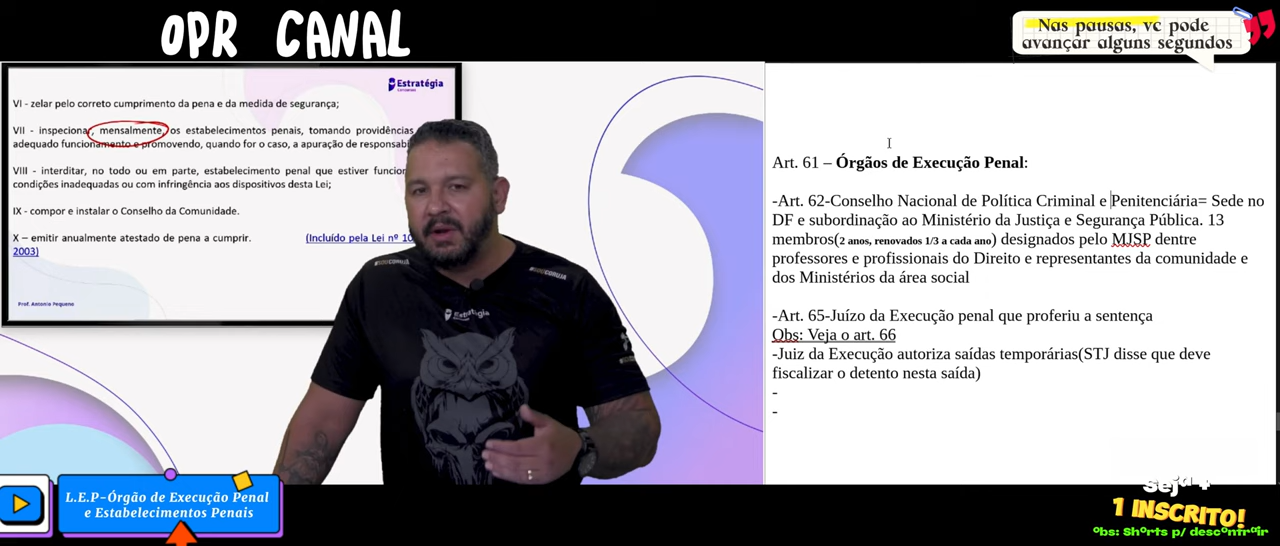 OPR CANAL
Nas pausas, vc pode
avançar alguns segundos
Estratégia
Concursos
VI - zelar pelo correto cumprimento da pena e da medida de segurança;
VII - inspecionar, mensalmente, os estabelecimentos penais, tomando providências
adequado funcionamento e promovendo, quando for o caso, a apuração de
VIII - interditar, no todo ou em parte, estabelecimento penal que estiver
condições inadequadas ou com infringência aos dispositivos desta Lei;
IX - compor e instalar o Conselho da Comunidade.
X – emitir anualmente atestado de pena a cumprir. (Incluído pela Lei nº 10
2003)
Prof. Antonio Pequeno
Estratégia
Art. 61 – Órgãos de Execução Penal:
-Art. 62-Conselho Nacional de Política Criminal e Penitenciária= Sede no
DF e subordinação ao Ministério da Justiça e Segurança Pública. 13
membros(2 anos, renovados 1/3 a cada ano) designados pelo MJSP dentre
professores e profissionais do Direito e representantes da comunidade e
dos Ministérios da área social
-Art. 65-Juízo da Execução penal que proferiu a sentença
Obs: Veja o art. 66
-Juiz da Execução autoriza saídas temporárias(STJ disse que deve
fiscalizar o detento nesta saída)
-
-
L.E.P-Órgão de Execução Penal
e Estabelecimentos Penais
Seja +
1 INSCRITO!
Obs: Shorts p/ descontrair